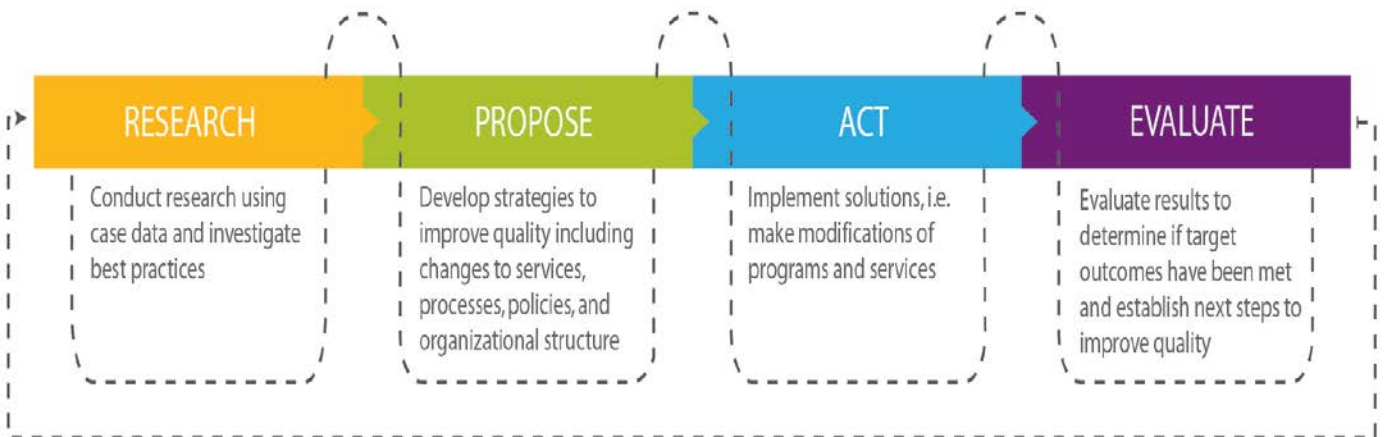 RESEARCH
PROPOSE
ACT
EVALUATE
Conduct research using
case data and investigate
best practices
Develop strategies to
improve quality including
changes to services,
processes, policies, and
organizational structure
Implement solutions, i.e.
make modifications of
programs and services
Evaluate results to
determine if target
outcomes have been met
and establish next steps to
improve quality